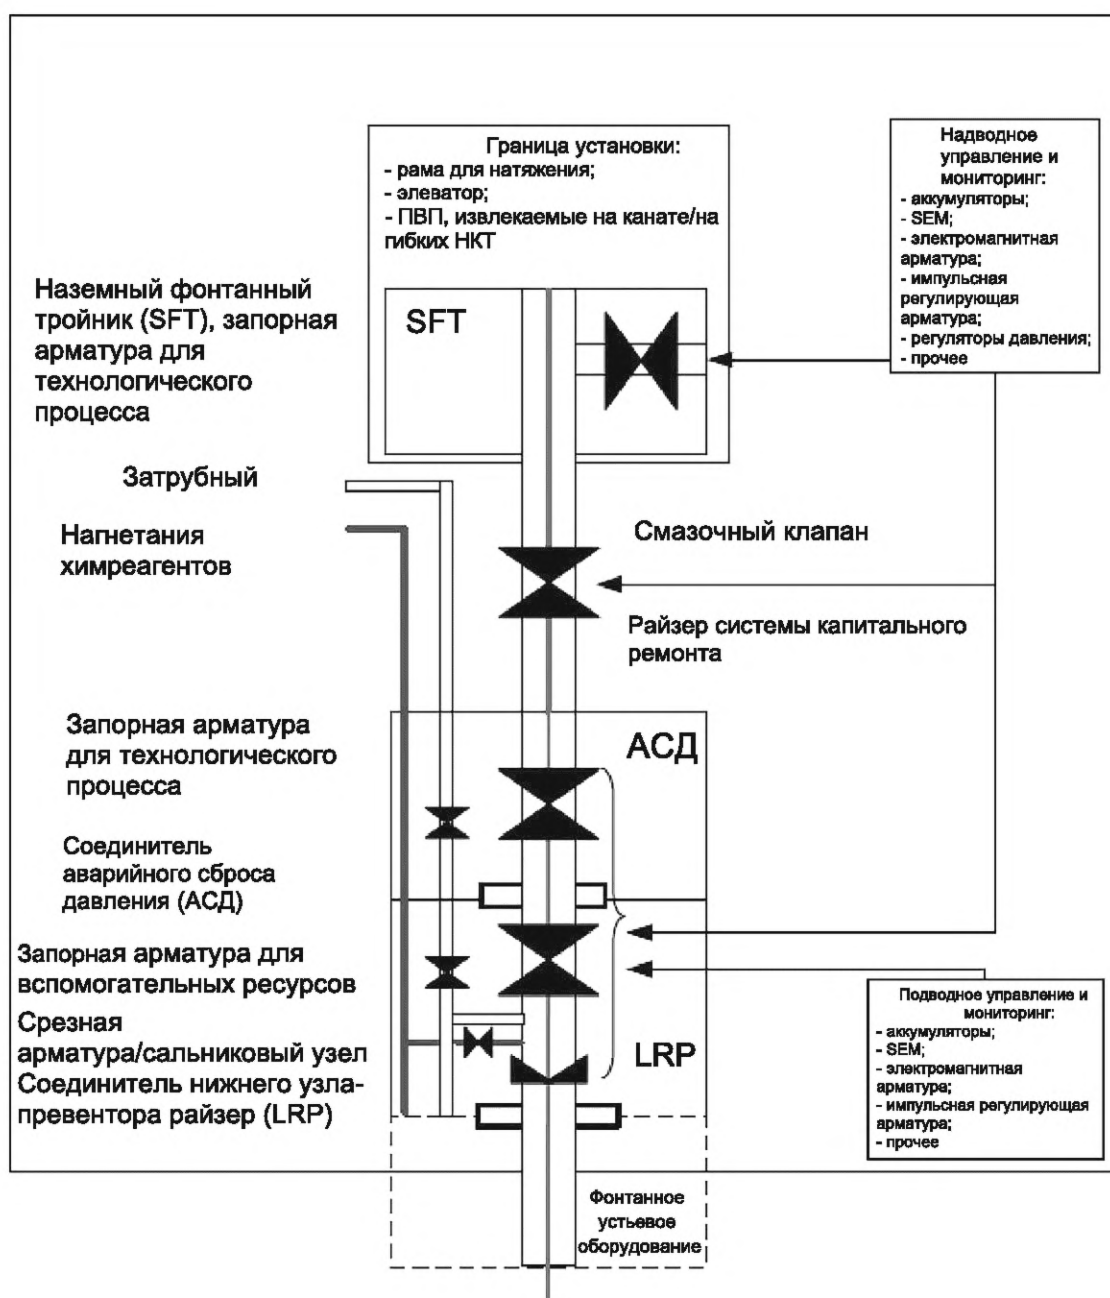 Граница установки:
- рама для натяжения;
- элеватор;
- ПВП, извлекаемые на канате/на
гибких НКТ
Надводное
управление и
мониторинг:
- аккумуляторы;
- SEM;
- электромагнитная
арматура;
- импульсная
регулирующая
арматура;
- регуляторы давления;
- прочее
Наземный фонтанный
тройник (SFT), запорная
арматура для
технологического
процесса
SFT
Затрубный
Нагнетания
химреагентов
Смазочный клапан
Райзер системы капитального
ремонта
Запорная арматура
для технологического
процесса
АСД
Соединитель
аварийного сброса
давления (АСД)
Запорная арматура для
вспомогательных ресурсов
Срезная
арматура/сальниковый узел
Соединитель нижнего узла-
превентора райзер (LRP)
LRP
Подводное управление и
мониторинг:
- аккумуляторы;
- SEM;
- электромагнитная
арматура;
- импульсная регулирующая
арматура;
- прочее
Фонтанное
устьевое
оборудование